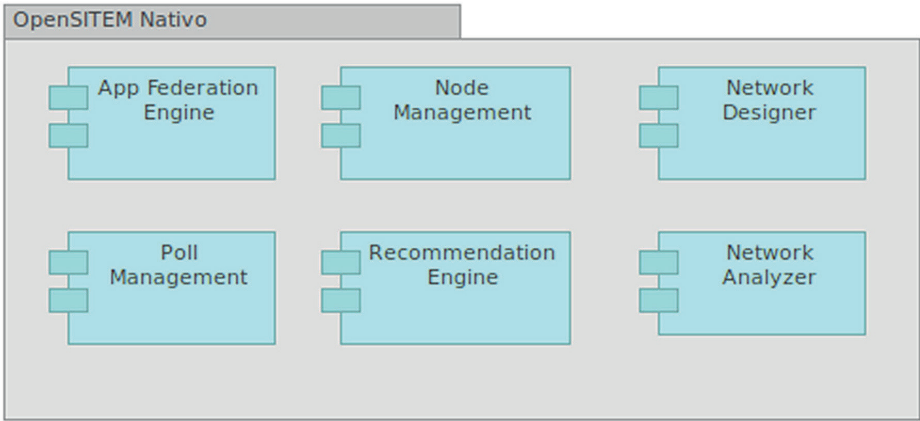 OpenSITEM Nativo
App Federation
Engine
Node
Management
Network
Designer
Poll
Management
Recommendation
Engine
Network
Analyzer